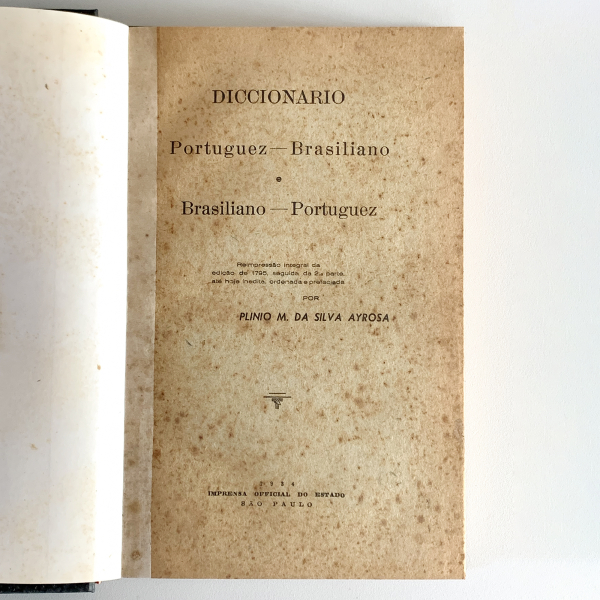 DICCIONARIO
Portuguez — Brasiliano
e
Brasiliano — Portuguez
Reimpressão integral da
edição de 1795, seguida da 2.a parte,
até hoje inedita, ordenada e prefaciada
POR
PLINIO M. DA SILVA AYROSA
1934
IMPRENSA OFFICIAL DO ESTADO
SÃO PAULO